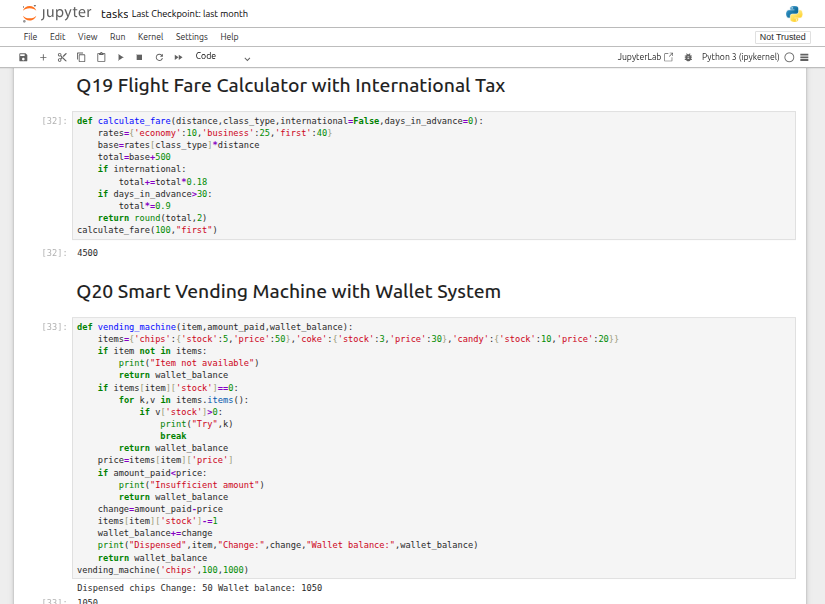 jupyter tasks Last Checkpoint: last month
File Edit View Run Kernel Settings Help Not Trusted
Code JupyterLab Python 3 (ipykernel)
Q19 Flight Fare Calculator with International Tax
[32]: def calculate_fare(distance,class_type,international=False,days_in_advance=0):
    rates={'economy':10,'business':25,'first':40}
    base=rates[class_type]*distance
    total=base+500
    if international:
        total+=total*0.18
    if days_in_advance>30:
        total*=0.9
    return round(total,2)
calculate_fare(100,"first")
[32]: 4500
Q20 Smart Vending Machine with Wallet System
[33]: def vending_machine(item,amount_paid,wallet_balance):
    items={'chips':{'stock':5,'price':50},'coke':{'stock':3,'price':30},'candy':{'stock':10,'price':20}}
    if item not in items:
        print("Item not available")
        return wallet_balance
    if items[item]['stock']==0:
        for k,v in items.items():
            if v['stock']>0:
                print("Try",k)
                break
        return wallet_balance
    price=items[item]['price']
    if amount_paid<price:
        print("Insufficient amount")
        return wallet_balance
    change=amount_paid-price
    items[item]['stock']-=1
    wallet_balance+=change
    print("Dispensed",item,"Change:",change,"Wallet balance:",wallet_balance)
    return wallet_balance
vending_machine('chips',100,1000)
Dispensed chips Change: 50 Wallet balance: 1050
[33]: 1050